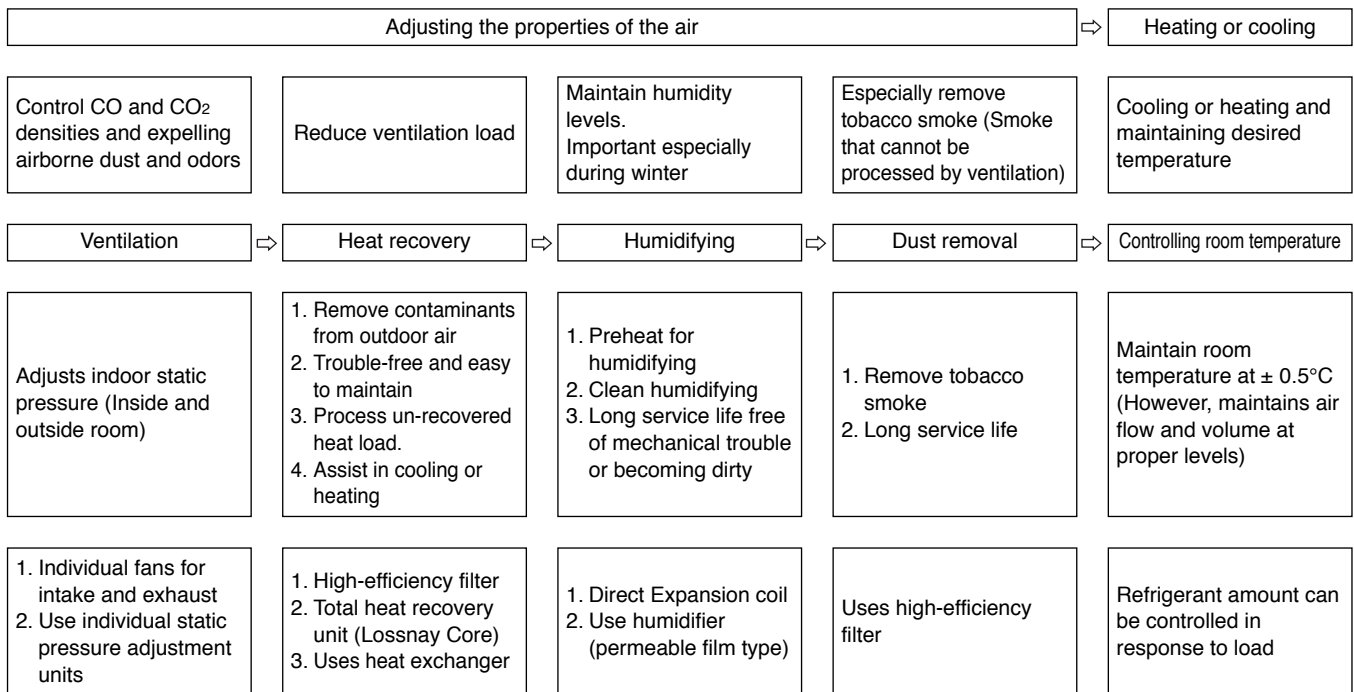 Adjusting the properties of the air
⇨
Heating or cooling
Control CO and CO2
densities and expelling
airborne dust and odors
Reduce ventilation load
Maintain humidity
levels.
Important especially
during winter
Especially remove
tobacco smoke (Smoke
that cannot be
processed by ventilation)
Cooling or heating and
maintaining desired
temperature
Ventilation
⇨
Heat recovery
⇨
Humidifying
⇨
Dust removal
⇨
Controlling room temperature
Adjusts indoor static
pressure (Inside and
outside room)
1. Remove contaminants
from outdoor air
2. Trouble-free and easy
to maintain
3. Process un-recovered
heat load.
4. Assist in cooling or
heating
1. Preheat for
humidifying
2. Clean humidifying
3. Long service life free
of mechanical trouble
or becoming dirty
1. Remove tobacco
smoke
2. Long service life
Maintain room
temperature at ± 0.5°C
(However, maintains air
flow and volume at
proper levels)
1. Individual fans for
intake and exhaust
2. Use individual static
pressure adjustment
units
1. High-efficiency filter
2. Total heat recovery
unit (Lossnay Core)
3. Uses heat exchanger
1. Direct Expansion coil
2. Use humidifier
(permeable film type)
Uses high-efficiency
filter
Refrigerant amount can
be controlled in
response to load